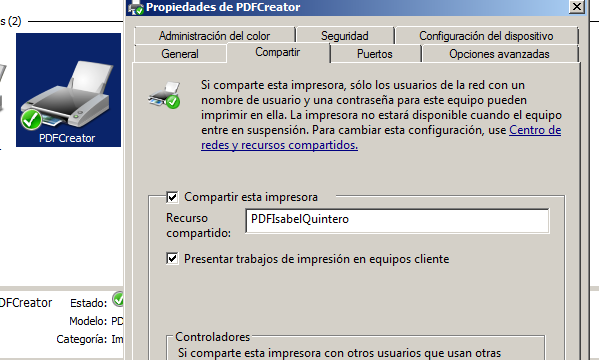 s (2)
PDFCreator
DFCreator
Estado:
Modelo: PD
Categoría: Im
Propiedades de PDFCreator
Administración del color
Seguridad
Configuración del dispositivo
General
Compartir
Puertos
Opciones avanzadas
Si comparte esta impresora, sólo los usuarios de la red con un
nombre de usuario y una contraseña para este equipo pueden
imprimir en ella. La impresora no estará disponible cuando el equipo
entre en suspensión. Para cambiar esta configuración, use Centro de
redes y recursos compartidos.
Compartir esta impresora
Recurso
compartido:
PDFIsabelQuintero
Presentar trabajos de impresión en equipos cliente
Controladores
Si comparte esta impresora con otros usuarios que usan otras